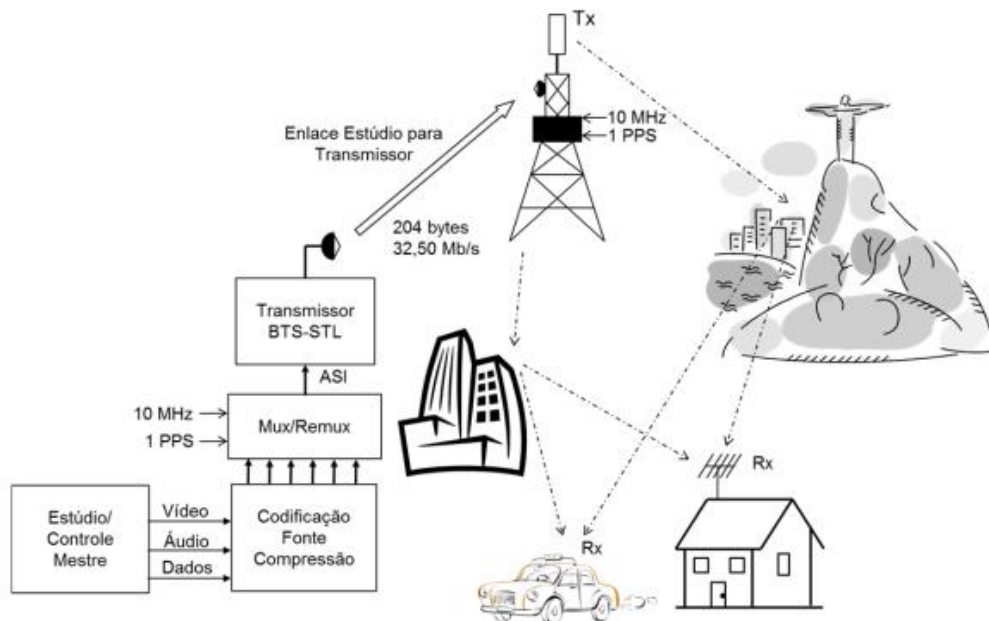 Tx
10 MHz
1 PPS
Enlace Estúdio para
Transmissor
204 bytes
32,50 Mb/s
Transmissor
BTS-STL
ASI
10 MHz
1 PPS
Mux/Remux
Estúdio/
Controle
Mestre
Vídeo
Áudio
Dados
Codificação
Fonte
Compressão
Rx
Rx